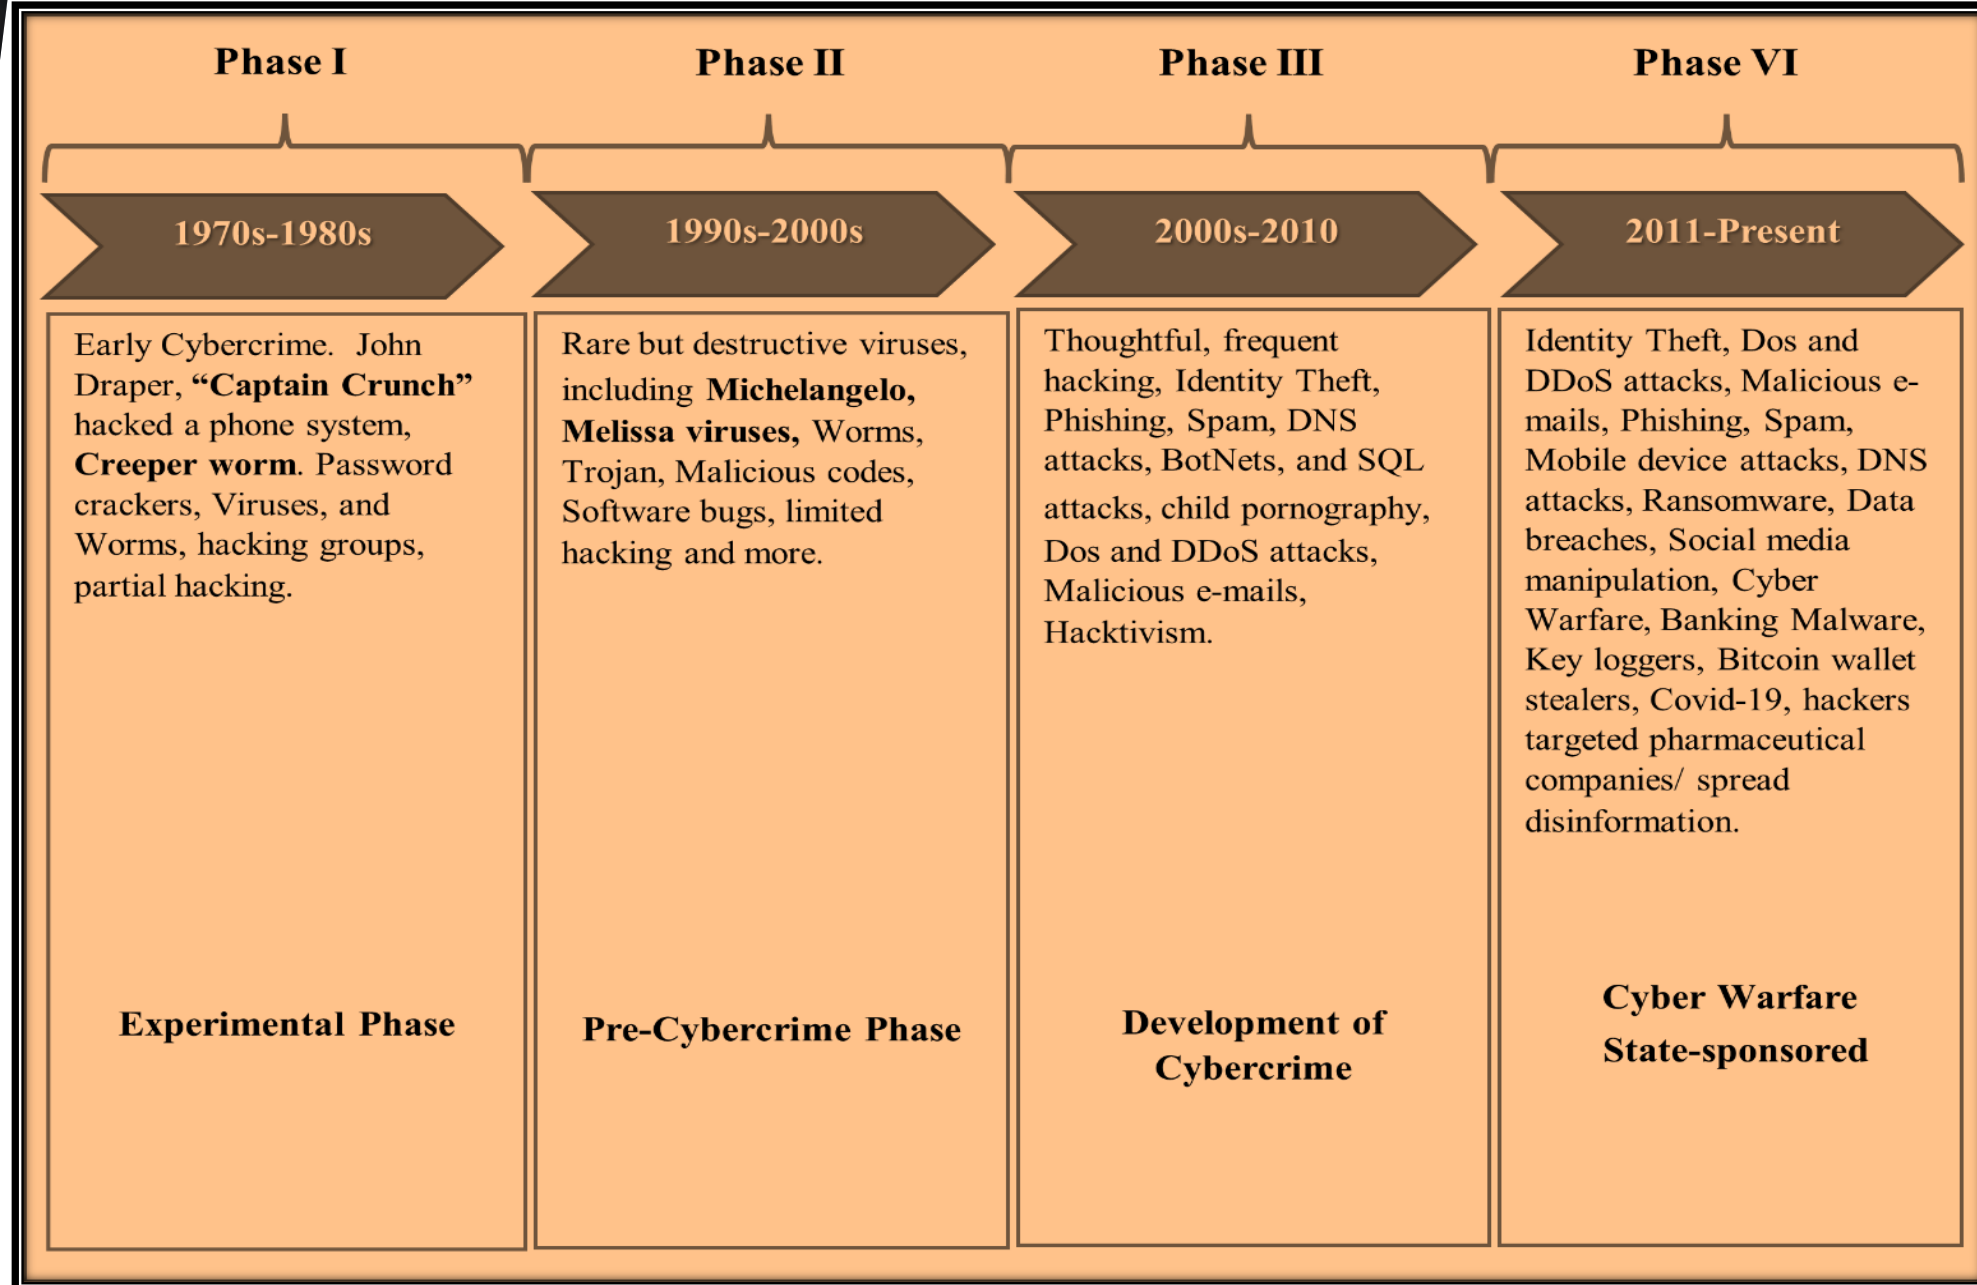 Phase I
Phase II
Phase III
Phase VI
1970s-1980s
1990s-2000s
2000s-2010
2011-Present
Early Cybercrime. John
Draper, “Captain Crunch”
hacked a phone system,
Creeper worm. Password
crackers, Viruses, and
Worms, hacking groups,
partial hacking.
Experimental Phase
Rare but destructive viruses,
including Michelangelo,
Melissa viruses, Worms,
Trojan, Malicious codes,
Software bugs, limited
hacking and more.
Pre-Cybercrime Phase
Thoughtful, frequent
hacking, Identity Theft,
Phishing, Spam, DNS
attacks, BotNets, and SQL
attacks, child pornography,
Dos and DDoS attacks,
Malicious e-mails,
Hacktivism.
Development of
Cybercrime
Identity Theft, Dos and
DDoS attacks, Malicious e-
mails, Phishing, Spam,
Mobile device attacks, DNS
attacks, Ransomware, Data
breaches, Social media
manipulation, Cyber
Warfare, Banking Malware,
Key loggers, Bitcoin wallet
stealers, Covid-19, hackers
targeted pharmaceutical
companies/ spread
disinformation.
Cyber Warfare
State-sponsored